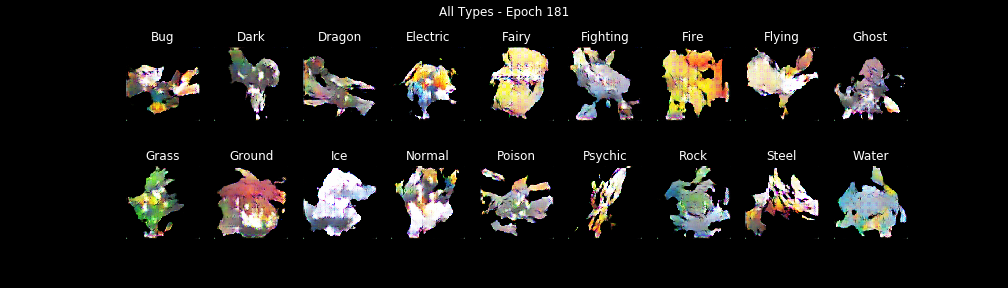 All Types - Epoch 181
Bug Dark Dragon Electric Fairy Fighting Fire Flying Ghost
Grass Ground Ice Normal Poison Psychic Rock Steel Water